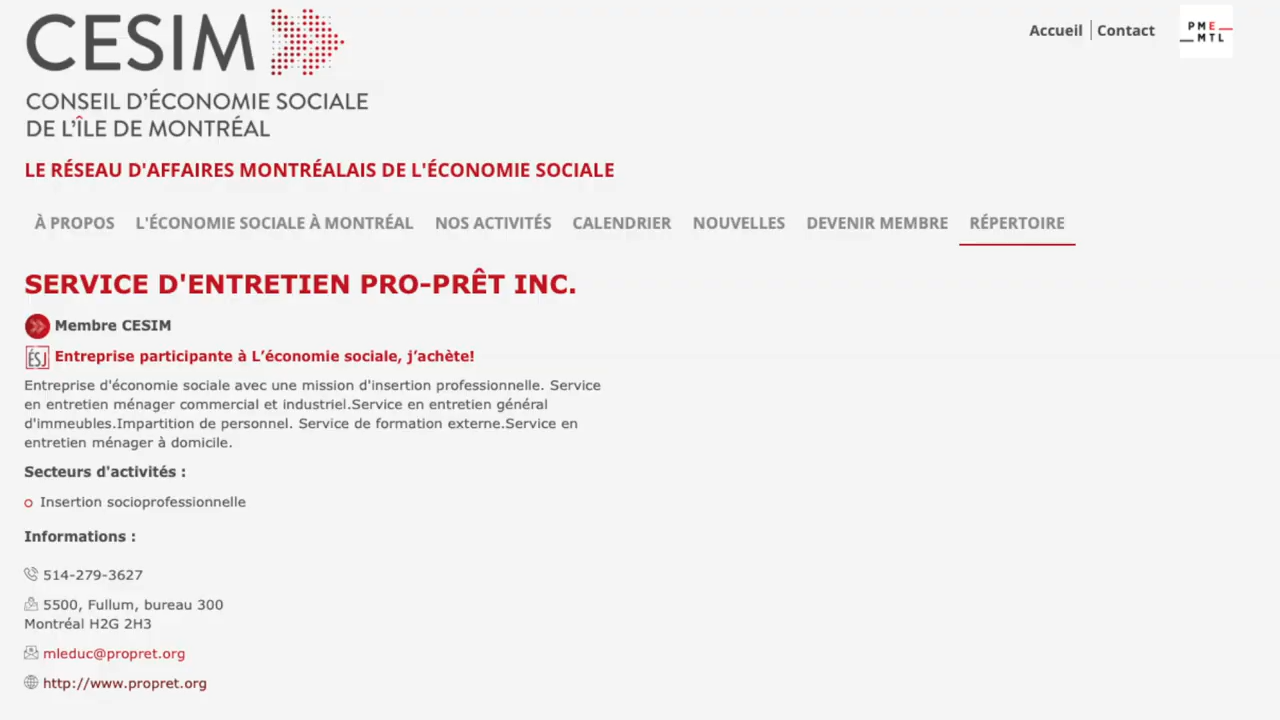 CESIM
CONSEIL D'ÉCONOMIE SOCIALE
DE L'ÎLE DE MONTRÉAL
Accueil
Contact
PME
MTL
LE RÉSEAU D'AFFAIRES MONTRÉALAIS DE L'ÉCONOMIE SOCIALE
À PROPOS L'ÉCONOMIE SOCIALE À MONTRÉAL NOS ACTIVITÉS CALENDRIER NOUVELLES DEVENIR MEMBRE RÉPERTOIRE
SERVICE D'ENTRETIEN PRO-PRÊT INC.
Membre CESIM
ÉSJ Entreprise participante à L’économie sociale, j’achète!
Entreprise d'économie sociale avec une mission d'insertion professionnelle. Service
en entretien ménager commercial et industriel.Service en entretien général
d'immeubles.Impartition de personnel. Service de formation externe.Service en
entretien ménager à domicile.
Secteurs d'activités :
Insertion socioprofessionnelle
Informations :
514-279-3627
5500, Fullum, bureau 300
Montréal H2G 2H3
mleduc@propret.org
http://www.propret.org